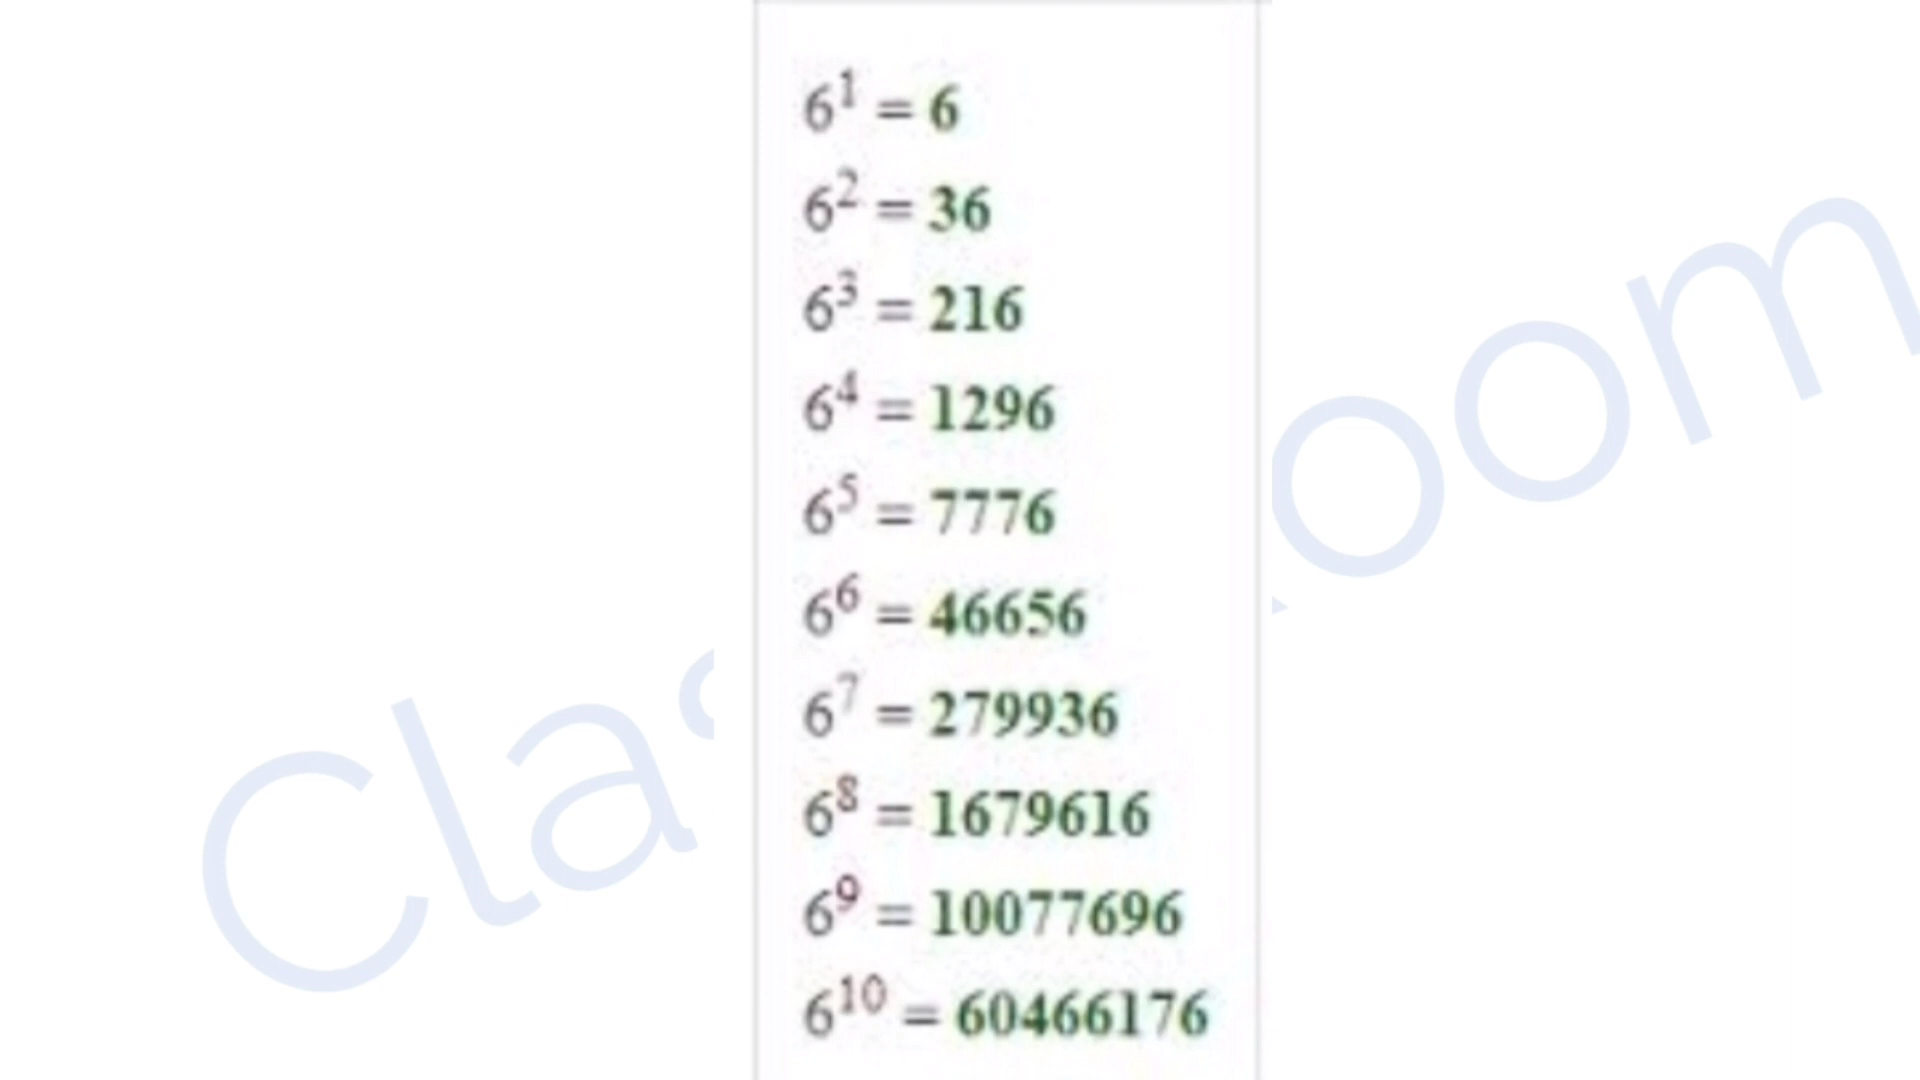 6¹ = 6
6² = 36
6³ = 216
6⁴ = 1296
6⁵ = 7776
6⁶ = 46656
6⁷ = 279936
6⁸ = 1679616
6⁹ = 10077696
6¹⁰ = 60466176